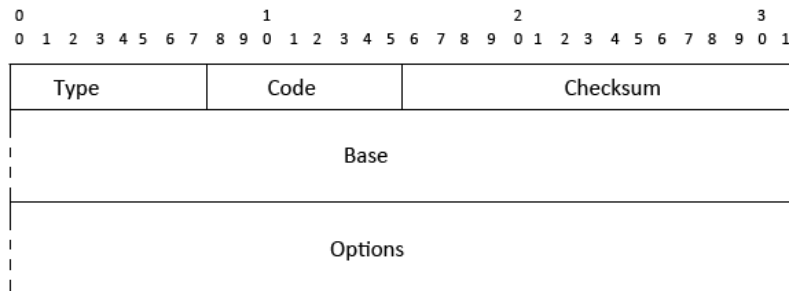 0 1 2 3
0 1 2 3 4 5 6 7 8 9 0 1 2 3 4 5 6 7 8 9 0 1 2 3 4 5 6 7 8 9 0 1
Type Code Checksum
Base
Options